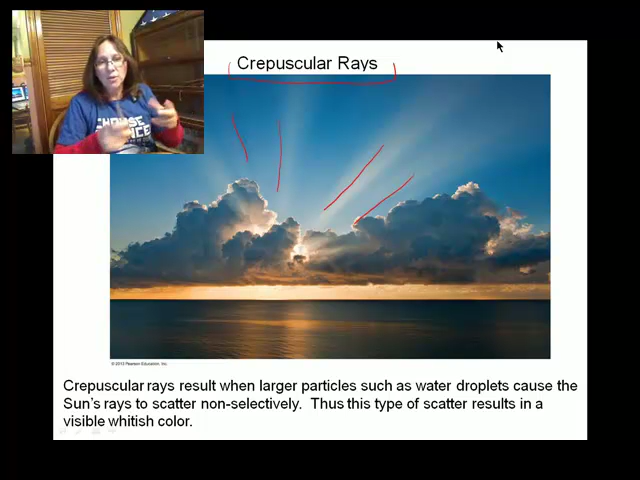 Crepuscular Rays
© 2013 Pearson Education, Inc.
Crepuscular rays result when larger particles such as water droplets cause the
Sun's rays to scatter non-selectively. Thus this type of scatter results in a
visible whitish color.